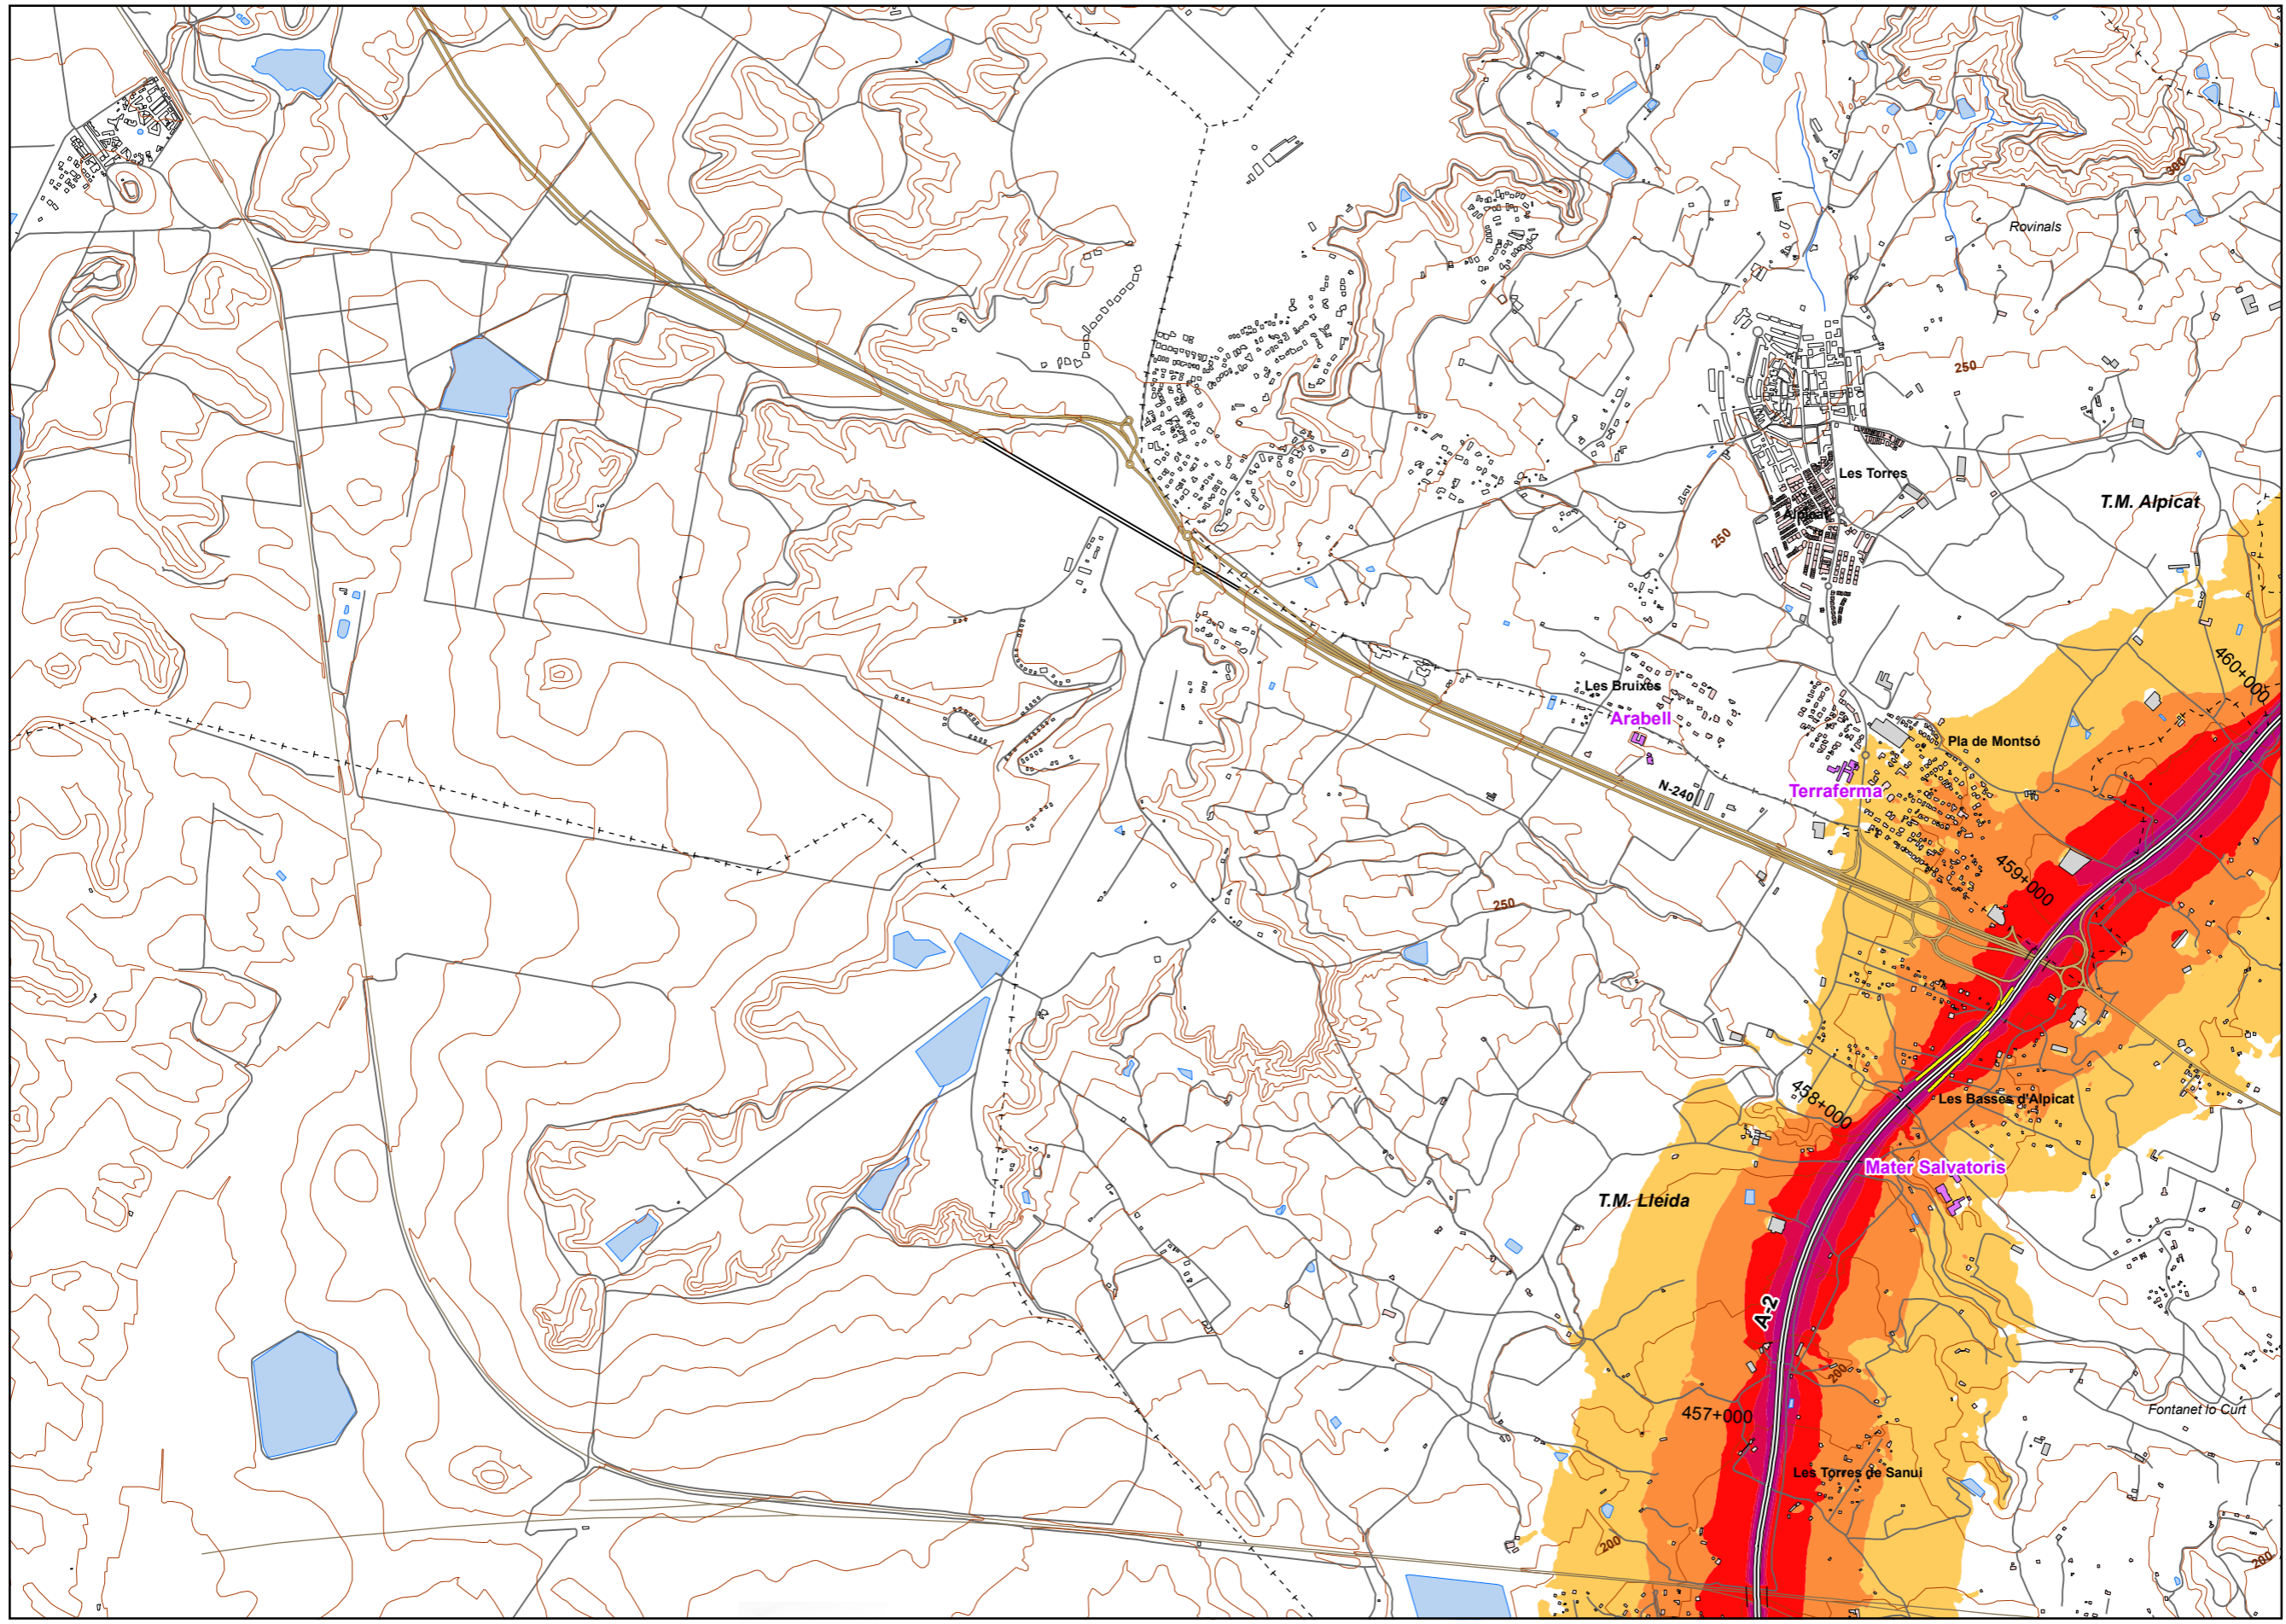 300
Rovinals
250
Les Torres
T.M. Alpicat
Alpicat
250
460+000
Les Bruixes
Arabell
Pla de Montsó
N-240
Terraferma
459+000
250
458+000
Les Basses d'Alpicat
Mater Salvatoris
T.M. Lleida
A-2
200
457+000
Fontanet lo Curt
Les Torres de Sanui
200
200